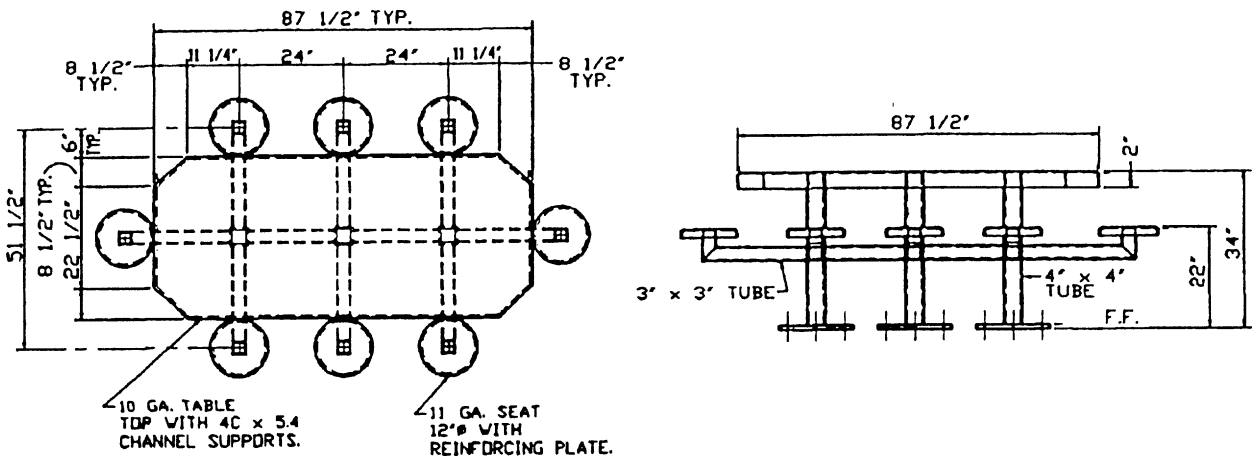 87 1/2" TYP.
11 1/4"
24"
24"
11 1/4"
8 1/2"
TYP.
8 1/2"
TYP.
6"
TYP.
51 1/2"
8 1/2" TYP.
22 1/2"
10 GA. TABLE
TOP WITH 4C x 5.4
CHANNEL SUPPORTS.
11 GA. SEAT
12"ø WITH
REINFORCING PLATE.
87 1/2"
2"
34"
22"
3" x 3" TUBE
4" x 4"
TUBE
F.F.